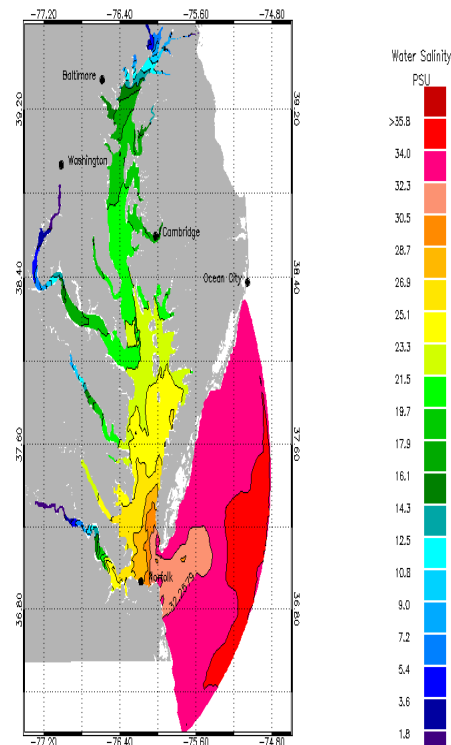 -77.20 -76.40 -75.60 -74.80
Water Salinity
PSU
Baltimore
39.20 39.20
>35.8
34.0
Washington
32.3
30.5
Cambridge
28.7
Ocean City
38.40 38.40
26.9
25.1
23.3
21.5
19.7
37.60 37.60
17.9
16.1
14.3
12.5
10.8
Norfolk
32.2679
9.0
36.80 36.80
7.2
5.4
3.6
1.8
-77.20 -76.40 -75.60 -74.80